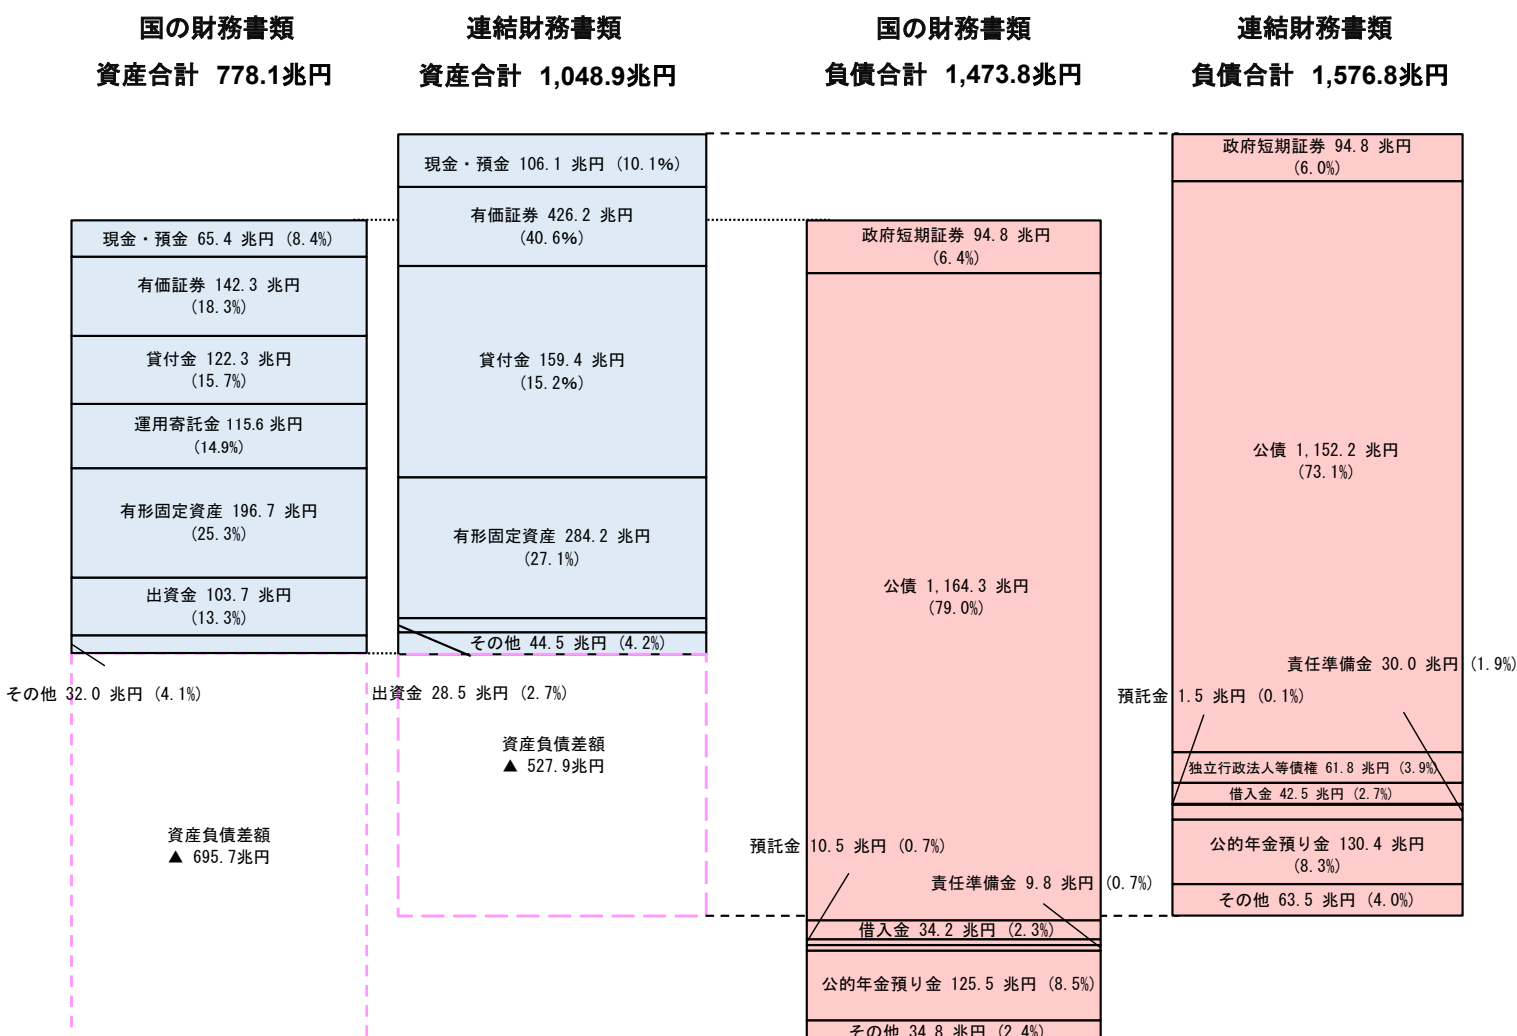 国の財務書類
資産合計 778.1兆円
連結財務書類
資産合計 1,048.9兆円
国の財務書類
負債合計 1,473.8兆円
連結財務書類
負債合計 1,576.8兆円
現金・預金 65.4 兆円 (8.4%)
有価証券 142.3 兆円
(18.3%)
貸付金 122.3 兆円
(15.7%)
運用寄託金 115.6 兆円
(14.9%)
有形固定資産 196.7 兆円
(25.3%)
出資金 103.7 兆円
(13.3%)
その他 32.0 兆円 (4.1%)
資産負債差額
▲ 695.7兆円
現金・預金 106.1 兆円 (10.1%)
有価証券 426.2 兆円
(40.6%)
貸付金 159.4 兆円
(15.2%)
有形固定資産 284.2 兆円
(27.1%)
その他 44.5 兆円 (4.2%)
出資金 28.5 兆円 (2.7%)
資産負債差額
▲ 527.9兆円
政府短期証券 94.8 兆円
(6.4%)
公債 1,164.3 兆円
(79.0%)
預託金 10.5 兆円 (0.7%)
責任準備金 9.8 兆円 (0.7%)
借入金 34.2 兆円 (2.3%)
公的年金預り金 125.5 兆円 (8.5%)
その他 34.8 兆円 (2.4%)
政府短期証券 94.8 兆円
(6.0%)
公債 1,152.2 兆円
(73.1%)
責任準備金 30.0 兆円 (1.9%)
預託金 1.5 兆円 (0.1%)
独立行政法人等債権 61.8 兆円 (3.9%)
借入金 42.5 兆円 (2.7%)
公的年金預り金 130.4 兆円
(8.3%)
その他 63.5 兆円 (4.0%)